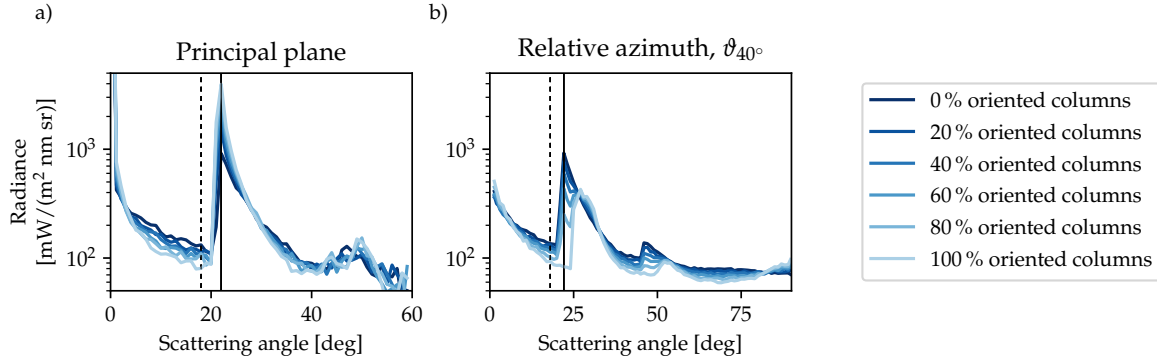 a)
b)
Principal plane
Relative azimuth, ϑ40°
Radiance
[mW/(m² nm sr)]
10³
10²
0
20
40
60
Scattering angle [deg]
10³
10²
0
25
50
75
Scattering angle [deg]
0 % oriented columns
20 % oriented columns
40 % oriented columns
60 % oriented columns
80 % oriented columns
100 % oriented columns